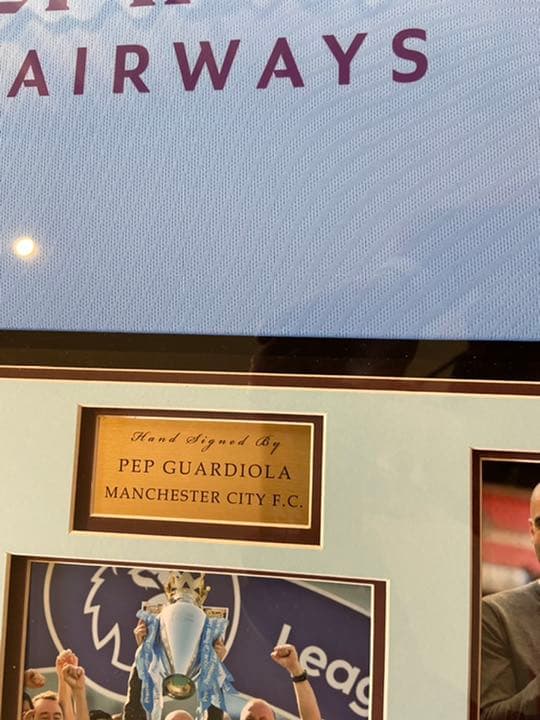 AIRWAYS
Hand Signed By
PEP GUARDIOLA
MANCHESTER CITY F.C.
Leag